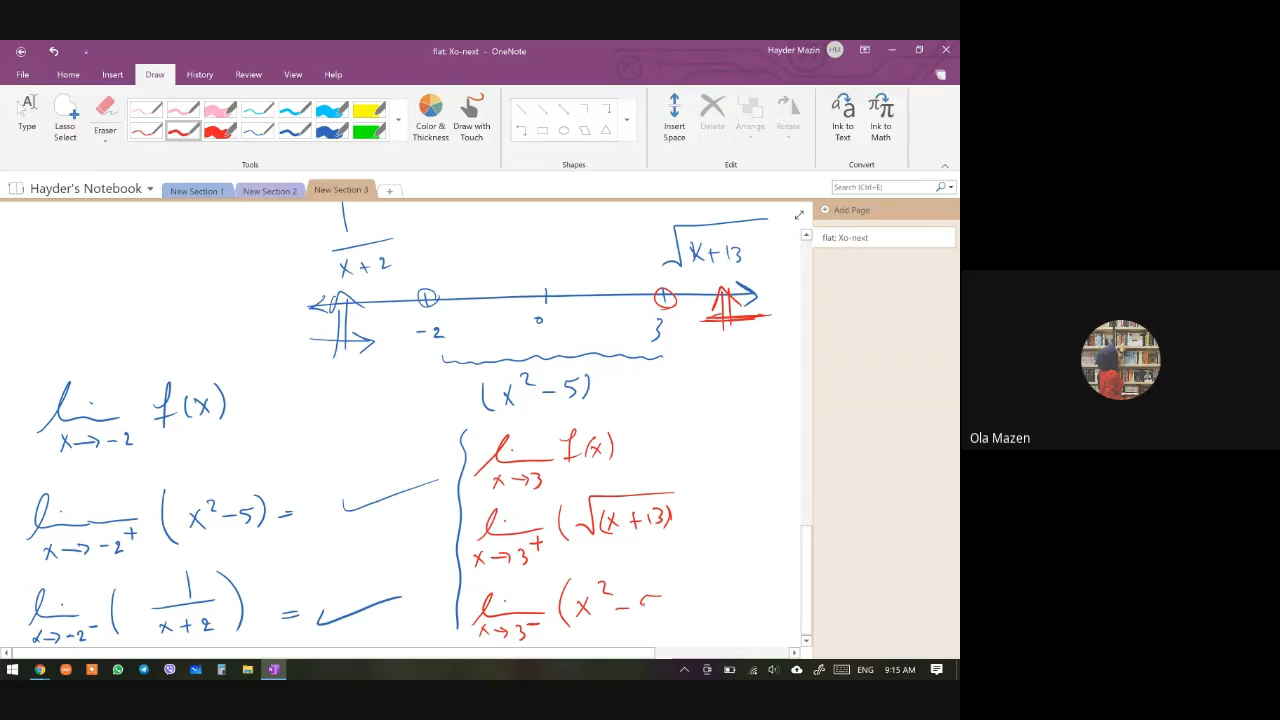 flat: Xo-next - OneNote
Hayder Mazin HM
File Home Insert Draw History Review View Help
Type Lasso Select Eraser Color & Thickness Draw with Touch Insert Space Delete Arrange Rotate Ink to Text Ink to Math
Tools Shapes Edit Convert
Hayder's Notebook New Section 1 New Section 2 New Section 3 + Search (Ctrl+E)
Add Page
flat: Xo-next
1/(x+2) √(x+13)
-2 0 3
(x²-5)
lim x→-2 f(x)
lim x→-2⁺ (x²-5) =
lim x→-2⁻ (1/(x+2)) =
lim x→3 f(x)
lim x→3⁺ (√(x+13)
lim x→3⁻ (x² -
Ola Mazen
ENG 9:15 AM